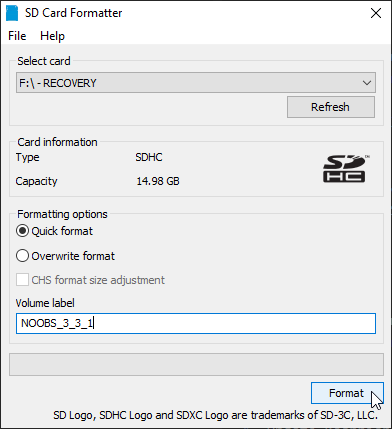 SD Card Formatter
File Help
Select card
F:\ - RECOVERY
Refresh
Card information
Type SDHC
Capacity 14.98 GB
SD
HC
TM
Formatting options
Quick format
Overwrite format
CHS format size adjustment
Volume label
NOOBS_3_3_1
Format
SD Logo, SDHC Logo and SDXC Logo are trademarks of SD-3C, LLC.